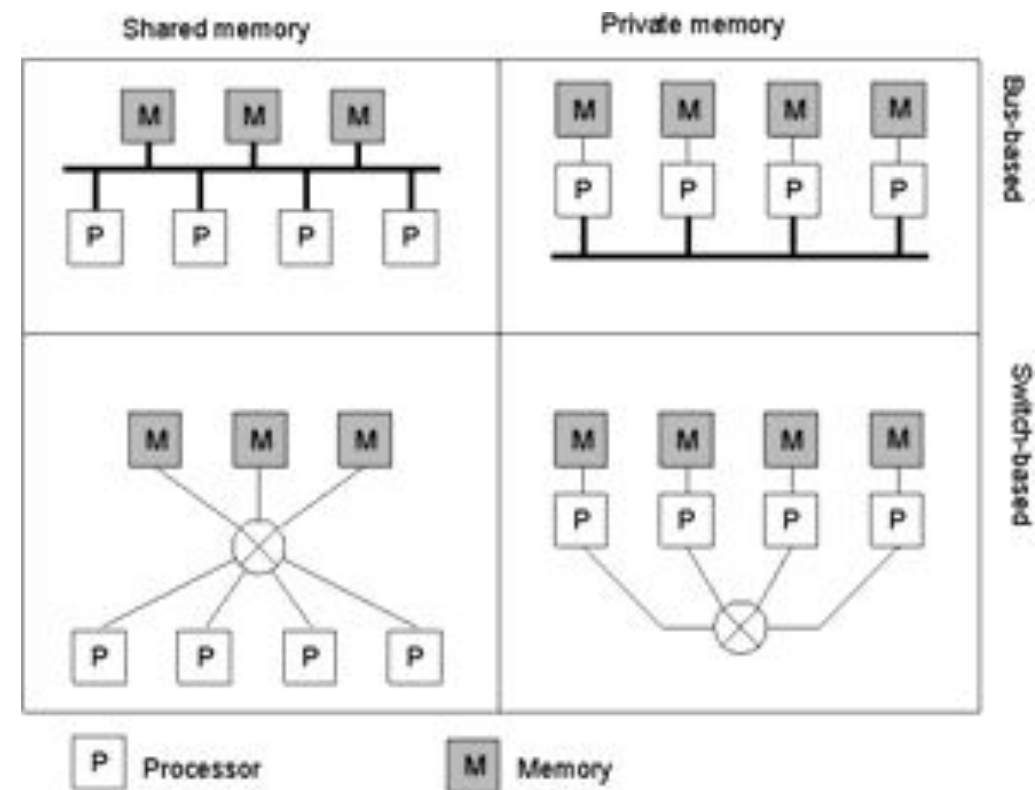 Shared memory
Private memory
M M M
P P P P
M M M M
P P P P
Bus-based
M M M
P P P P
M M M M
P P P P
Switch-based
P Processor
M Memory